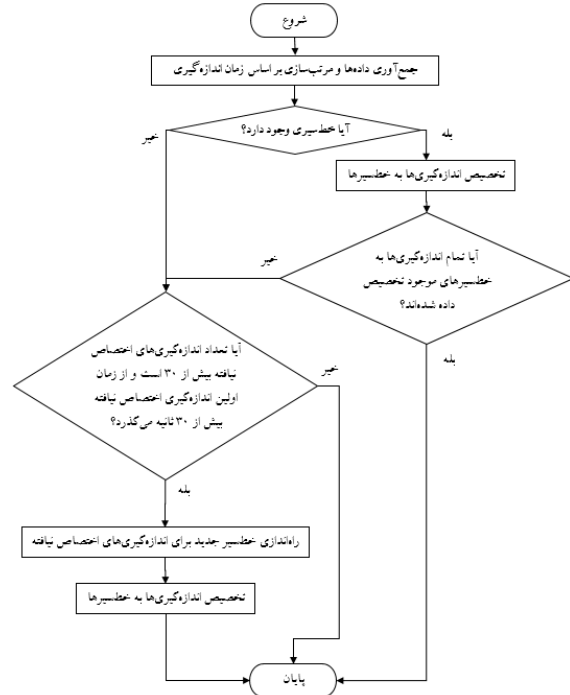 شروع
جمع‌آوری داده‌ها و مرتب‌سازی بر اساس زمان اندازه‌گیری
آیا خط‌سیری وجود دارد؟
خیر
بله
تخصیص اندازه‌گیری‌ها به خط‌سیرها
آیا تمام اندازه‌گیری‌ها به
خط‌سیرهای موجود تخصیص
داده شده‌اند؟
خیر
بله
آیا تعداد اندازه‌گیری‌های اختصاص
نیافته بیش از ۳۰ است و از زمان
اولین اندازه‌گیری اختصاص نیافته
بیش از ۳۰ ثانیه می‌گذرد؟
خیر
بله
راه‌اندازی خط‌سیر جدید برای اندازه‌گیری‌های اختصاص نیافته
تخصیص اندازه‌گیری‌ها به خط‌سیرها
پایان